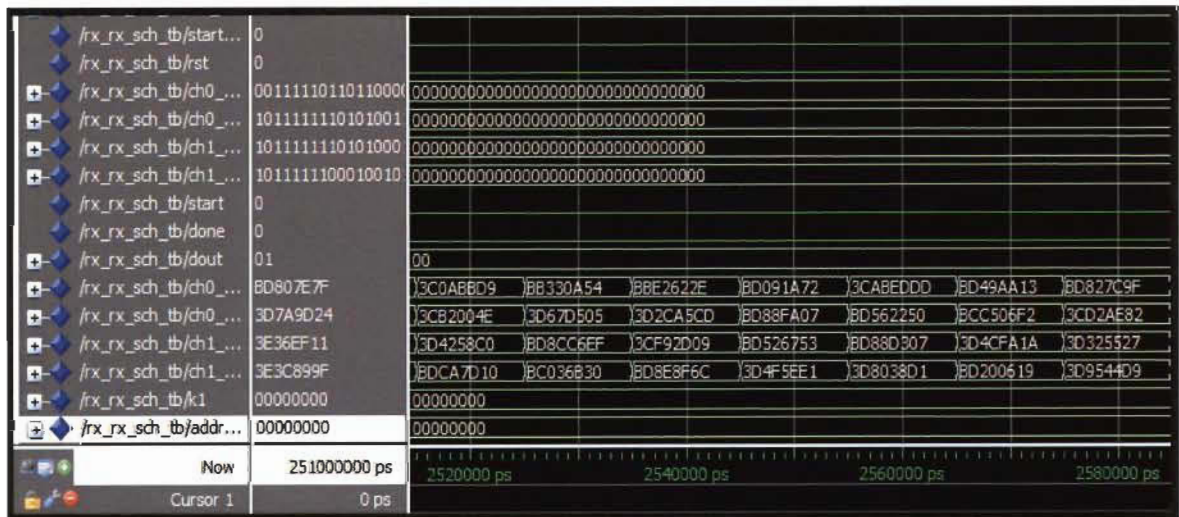 /rx_rx_sch_tb/start... 0
/rx_rx_sch_tb/rst 0
/rx_rx_sch_tb/ch0_... 001111101101100000 00000000000000000000000000000000
/rx_rx_sch_tb/ch0_... 1011111110101001 00000000000000000000000000000000
/rx_rx_sch_tb/ch1_... 1011111110101000 00000000000000000000000000000000
/rx_rx_sch_tb/ch1_... 1011111100010010 00000000000000000000000000000000
/rx_rx_sch_tb/start 0
/rx_rx_sch_tb/done 0
/rx_rx_sch_tb/dout 01 00
/rx_rx_sch_tb/ch0_... BD807E7F 3C0ABBD9 BB330A54 BBE2622E BD091A72 3CABEDDD BD49AA13 BD827C9F
/rx_rx_sch_tb/ch0_... 3D7A9D24 3CB2004E 3D67D505 3D2CA5CD BD88FA07 BD562250 BCC506F2 3CD2AE82
/rx_rx_sch_tb/ch1_... 3E36EF11 3D4258C0 BD8CC6EF 3CF92D09 BD526753 BD88D307 3D4CFA1A 3D325527
/rx_rx_sch_tb/ch1_... 3E3C899F BDCA7D10 BC036B30 BD8E8F6C 3D4F5EE1 3D8038D1 BD200619 3D9544D9
/rx_rx_sch_tb/k1 00000000 00000000
/rx_rx_sch_tb/addr... 00000000 00000000
Now 251000000 ps 2520000 ps 2540000 ps 2560000 ps 2580000 ps
Cursor 1 0 ps